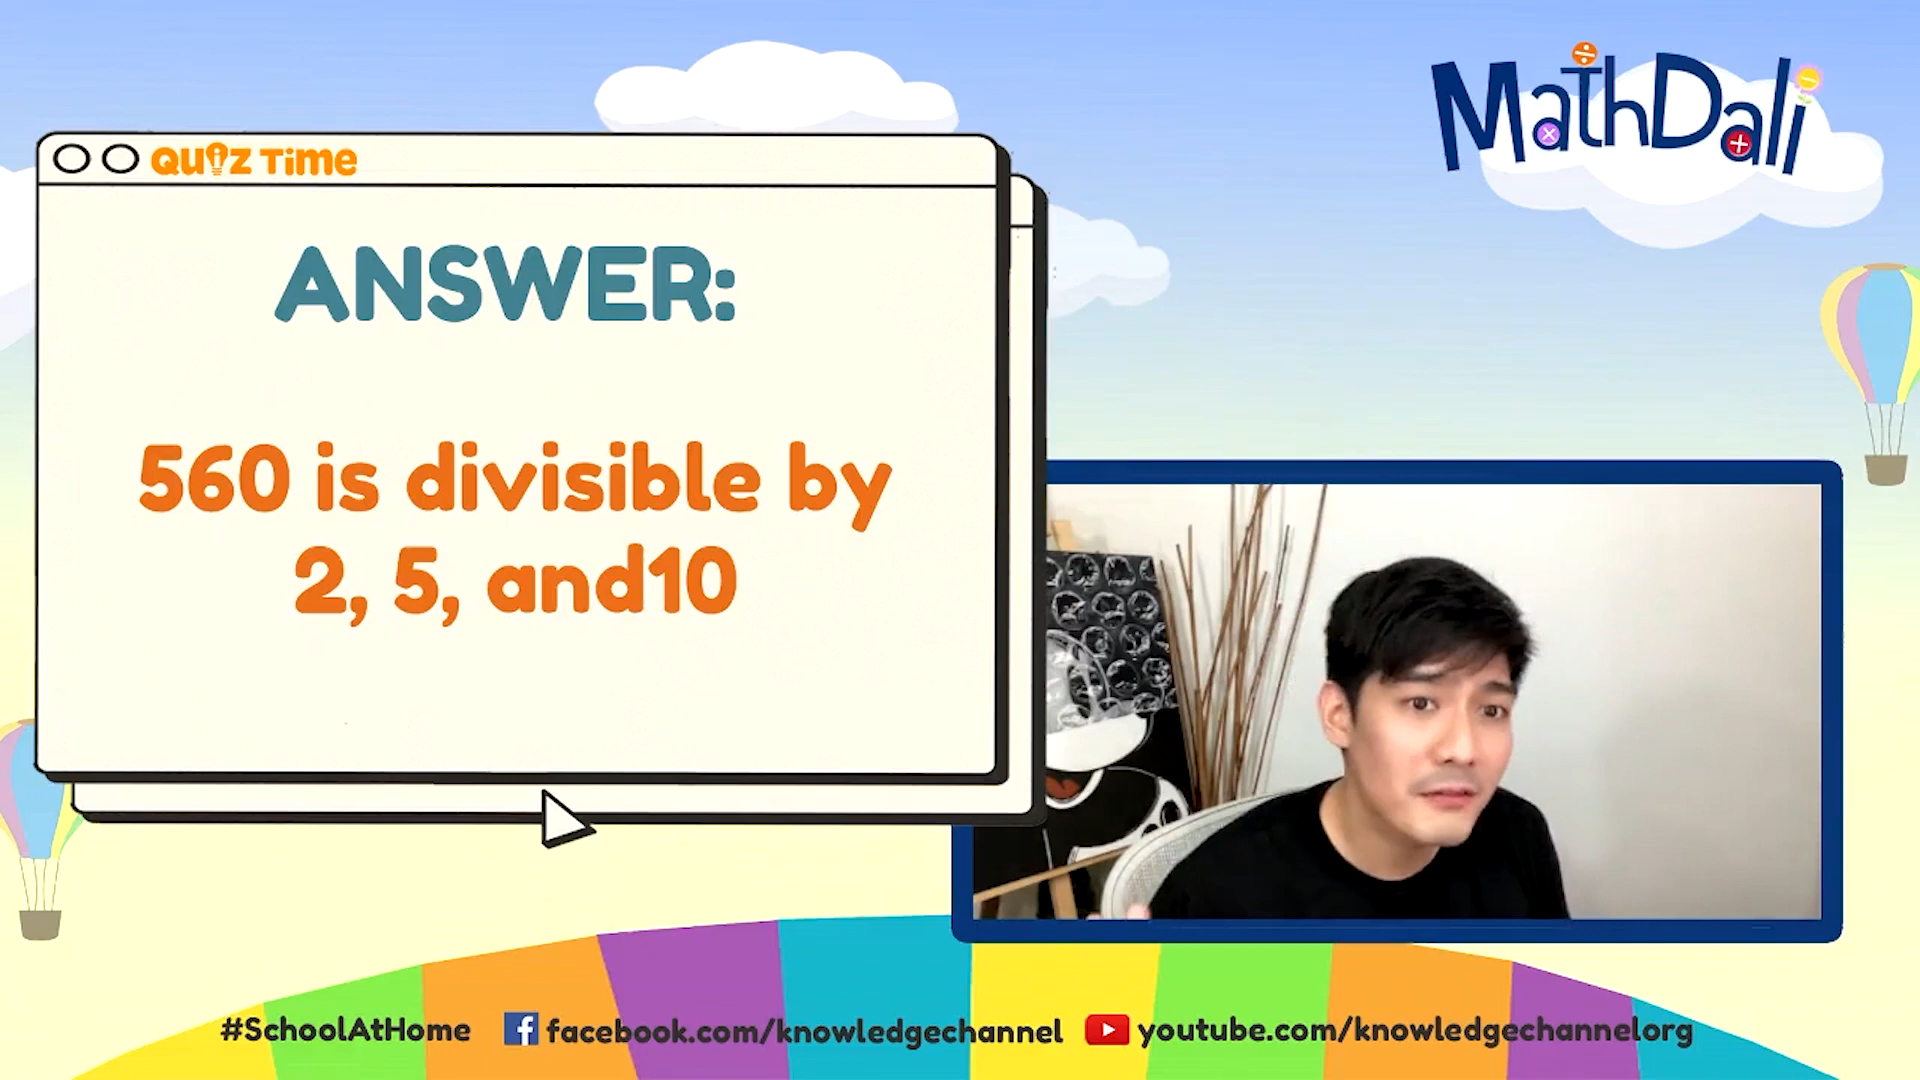 MathDali
QUIZ TIME
ANSWER:
560 is divisible by
2, 5, and10
#SchoolAtHome
facebook.com/knowledgechannel
youtube.com/knowledgechannelorg